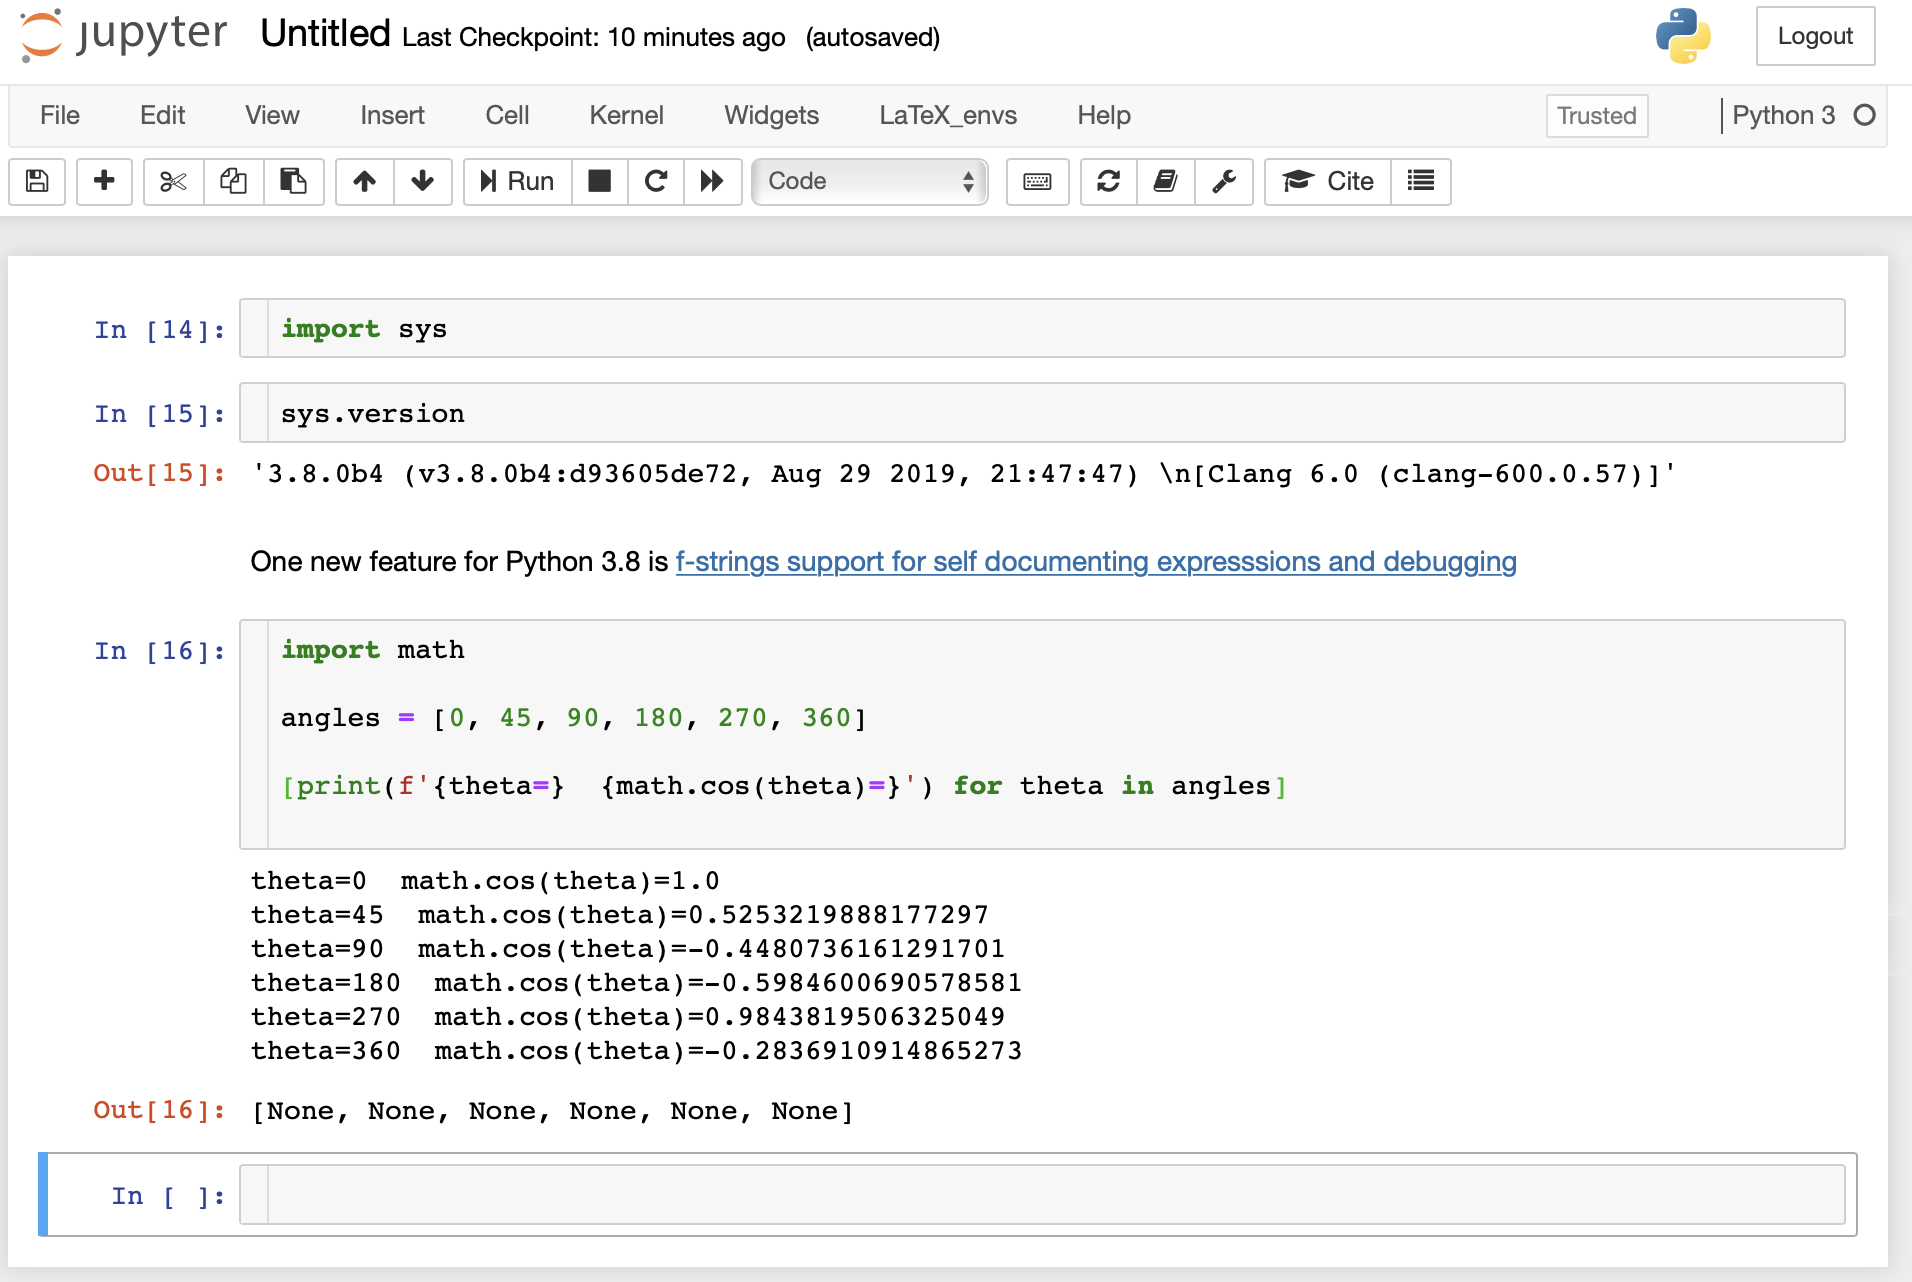 jupyter Untitled Last Checkpoint: 10 minutes ago (autosaved) Logout
File Edit View Insert Cell Kernel Widgets LaTeX_envs Help Trusted Python 3
Run Code Cite
In [14]: import sys
In [15]: sys.version
Out[15]: '3.8.0b4 (v3.8.0b4:d93605de72, Aug 29 2019, 21:47:47) \n[Clang 6.0 (clang-600.0.57)]'
One new feature for Python 3.8 is f-strings support for self documenting expresssions and debugging
In [16]: import math
angles = [0, 45, 90, 180, 270, 360]
[print(f'{theta=}  {math.cos(theta)=}') for theta in angles]
theta=0  math.cos(theta)=1.0
theta=45  math.cos(theta)=0.5253219888177297
theta=90  math.cos(theta)=-0.4480736161291701
theta=180  math.cos(theta)=-0.5984600690578581
theta=270  math.cos(theta)=0.9843819506325049
theta=360  math.cos(theta)=-0.2836910914865273
Out[16]: [None, None, None, None, None, None]
In [ ]: